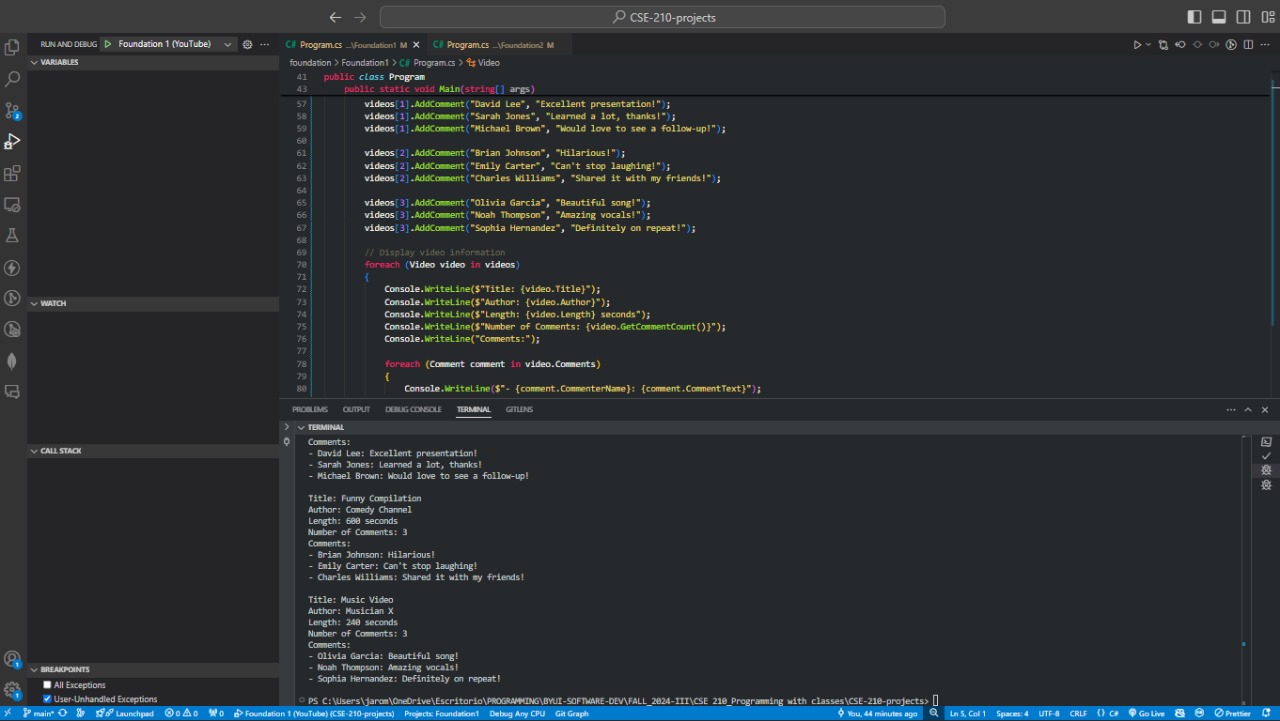 CSE-210-projects
RUN AND DEBUG Foundation 1 (YouTube)
C# Program.cs ...\Foundation1 M
C# Program.cs ...\Foundation2 M
VARIABLES
foundation > Foundation1 > C# Program.cs > Video
41 public class Program
43 public static void Main(string[] args)
57 videos[1].AddComment("David Lee", "Excellent presentation!");
58 videos[1].AddComment("Sarah Jones", "Learned a lot, thanks!");
59 videos[1].AddComment("Michael Brown", "Would love to see a follow-up!");
60
61 videos[2].AddComment("Brian Johnson", "Hilarious!");
62 videos[2].AddComment("Emily Carter", "Can't stop laughing!");
63 videos[2].AddComment("Charles Williams", "Shared it with my friends!");
64
65 videos[3].AddComment("Olivia Garcia", "Beautiful song!");
66 videos[3].AddComment("Noah Thompson", "Amazing vocals!");
67 videos[3].AddComment("Sophia Hernandez", "Definitely on repeat!");
68
69 // Display video information
70 foreach (Video video in videos)
71 {
72 Console.WriteLine($"Title: {video.Title}");
73 Console.WriteLine($"Author: {video.Author}");
74 Console.WriteLine($"Length: {video.Length} seconds");
75 Console.WriteLine($"Number of Comments: {video.GetCommentCount()}");
76 Console.WriteLine("Comments:");
77
78 foreach (Comment comment in video.Comments)
79 {
80 Console.WriteLine($"- {comment.CommenterName}: {comment.CommentText}");
WATCH
CALL STACK
BREAKPOINTS
All Exceptions
User-Unhandled Exceptions
PROBLEMS OUTPUT DEBUG CONSOLE TERMINAL GITLENS
TERMINAL
Comments:
- David Lee: Excellent presentation!
- Sarah Jones: Learned a lot, thanks!
- Michael Brown: Would love to see a follow-up!
Title: Funny Compilation
Author: Comedy Channel
Length: 600 seconds
Number of Comments: 3
Comments:
- Brian Johnson: Hilarious!
- Emily Carter: Can't stop laughing!
- Charles Williams: Shared it with my friends!
Title: Music Video
Author: Musician X
Length: 240 seconds
Number of Comments: 3
Comments:
- Olivia Garcia: Beautiful song!
- Noah Thompson: Amazing vocals!
- Sophia Hernandez: Definitely on repeat!
PS C:\Users\jarom\OneDrive\Escritorio\PROGRAMMING\BYUI-SOFTWARE-DEV\FALL_2024-III\CSE 210_Programming with classes\CSE-210-projects>
2
1
1
main* Launchpad 0 0 0 Foundation 1 (YouTube) (CSE-210-projects) Projects: Foundation1 Debug Any CPU Git Graph You, 44 minutes ago Ln 5, Col 1 Spaces: 4 UTF-8 CRLF {} C# Go Live Prettier